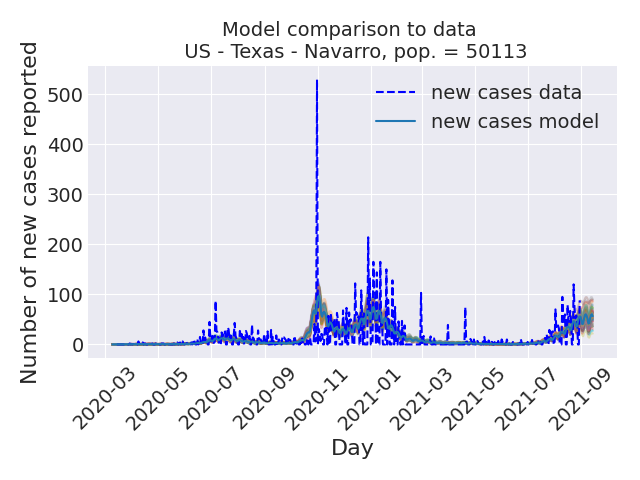 Model comparison to data
US - Texas - Navarro, pop. = 50113
Number of new cases reported
500
400
300
200
100
0
new cases data
new cases model
2020-03
2020-05
2020-07
2020-09
2020-11
2021-01
2021-03
2021-05
2021-07
2021-09
Day